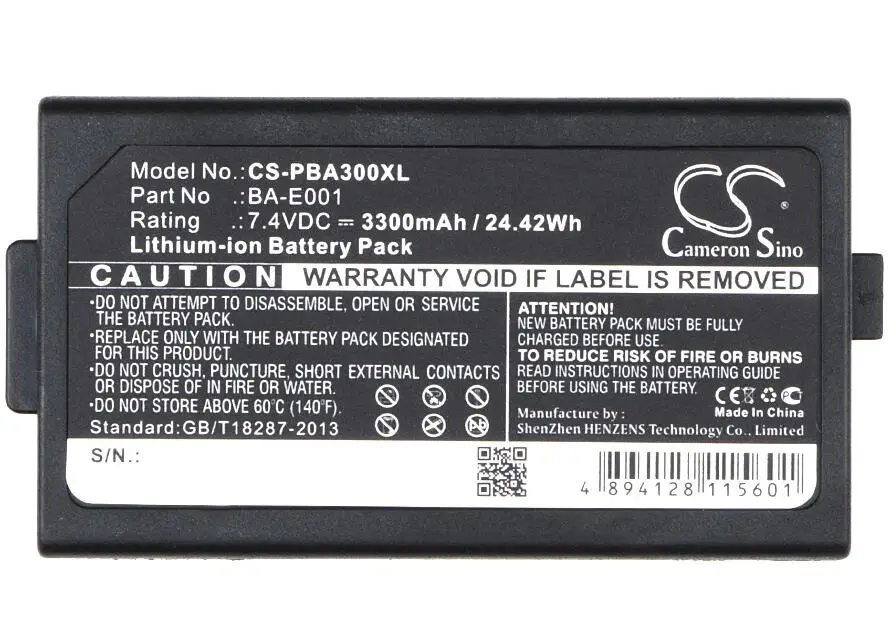 Model No.:CS-PBA300XL
Part No .:BA-E001
Rating .:7.4VDC ⎓ 3300mAh / 24.42Wh
Lithium-ion Battery Pack
Cameron Sino
®
CAUTION WARRANTY VOID IF LABEL IS REMOVED
•DO NOT ATTEMPT TO DISASSEMBLE, OPEN OR SERVICE
THE BATTERY PACK.
•REPLACE ONLY WITH THE BATTERY PACK DESIGNATED
FOR THIS PRODUCT.
•DO NOT CRUSH, PUNCTURE, SHORT EXTERNAL CONTACTS
OR DISPOSE OF IN FIRE OR WATER.
•DO NOT STORE ABOVE 60°C (140°F).
Standard:GB/T18287-2013
ATTENTION!
NEW BATTERY PACK MUST BE FULLY
CHARGED BEFORE USE.
TO REDUCE RISK OF FIRE OR BURNS
READ INSTRUCTIONS IN OPERATING GUIDE
BEFORE USING THE BATTERY.
CE
Made In China
Manufacture by :
ShenZhen HENZENS Technology Co., Limited
Pb
S/N.:
4 894128 115601